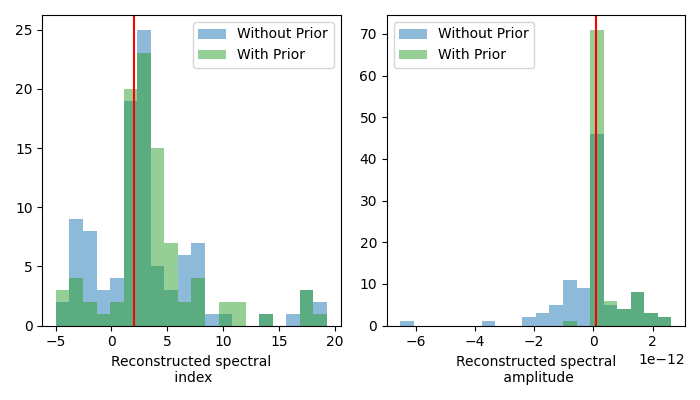 25
20
15
10
5
0
−5
0
5
10
15
20
Without Prior
With Prior
Reconstructed spectral
index
70
60
50
40
30
20
10
0
−6
−4
−2
0
2
1e−12
Without Prior
With Prior
Reconstructed spectral
amplitude